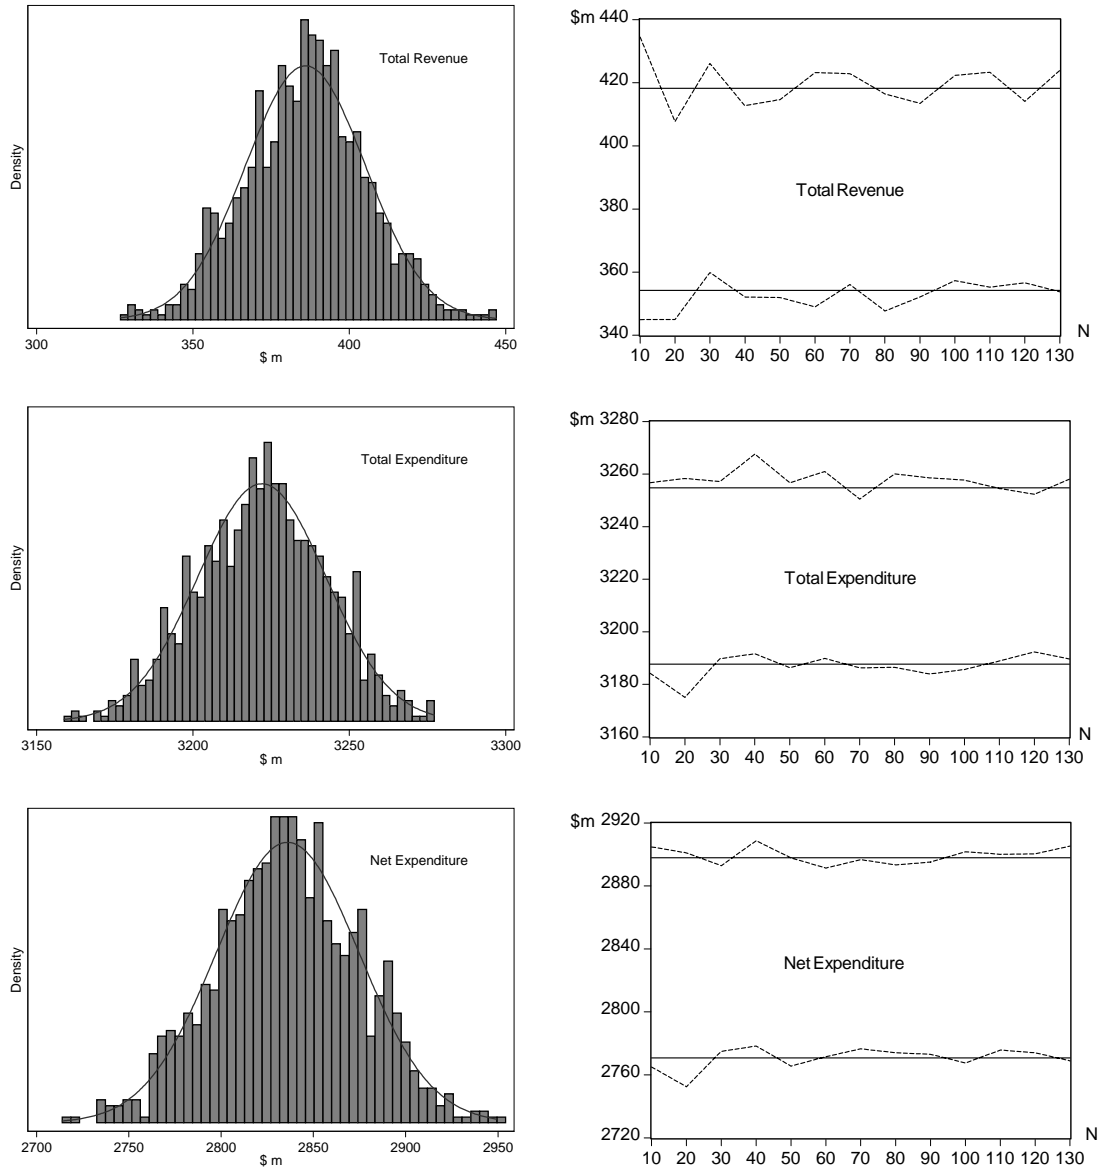 Total Revenue
Density
300 350 400 450
$ m
$m 440
420
400
380
360
340
Total Revenue
N
10 20 30 40 50 60 70 80 90 100 110 120 130
Total Expenditure
Density
3150 3200 3250 3300
$ m
$m 3280
3260
3240
3220
3200
3180
3160
Total Expenditure
N
10 20 30 40 50 60 70 80 90 100 110 120 130
Net Expenditure
Density
2700 2750 2800 2850 2900 2950
$ m
$m 2920
2880
2840
2800
2760
2720
Net Expenditure
N
10 20 30 40 50 60 70 80 90 100 110 120 130